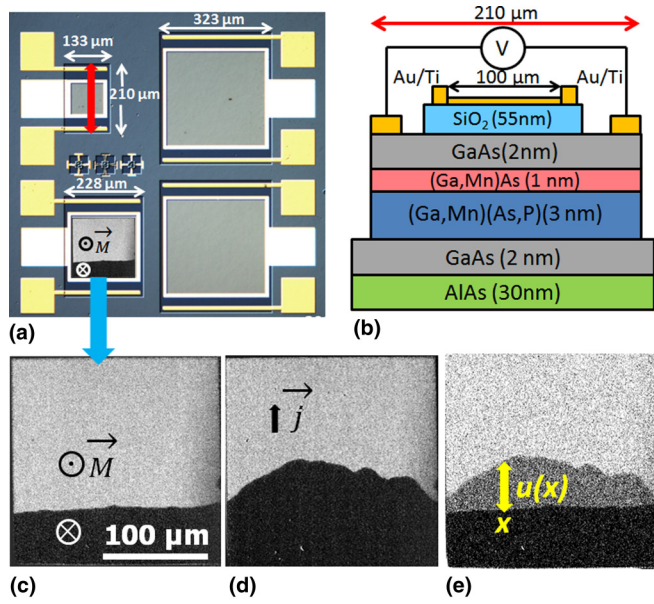 323 µm
133 µm
210 µm
228 µm
M
(a)
210 µm
V
Au/Ti
100 µm
Au/Ti
SiO₂ (55nm)
GaAs(2nm)
(Ga,Mn)As (1 nm)
(Ga,Mn)(As,P)(3 nm)
GaAs (2 nm)
AlAs (30nm)
(b)
M
100 µm
(c)
j
(d)
u(x)
x
(e)